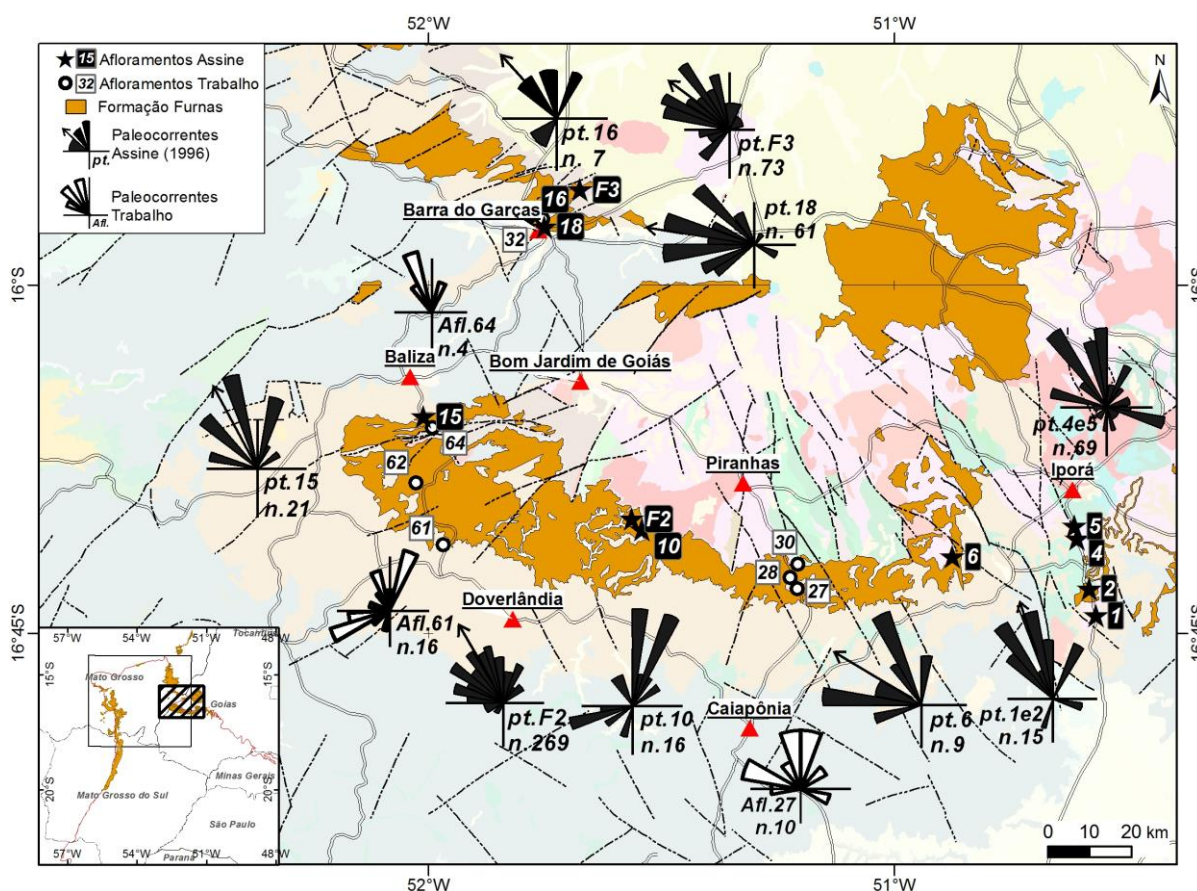 52°W
51°W
15 Afloramentos Assine
32 Afloramentos Trabalho
Formação Furnas
Paleocorrentes
Assine (1996)
pt.
Paleocorrentes
Trabalho
Afl.
N
pt.16
n. 7
pt.F3
n.73
16
F3
Barra do Garças
18
32
pt.18
n. 61
16°S
16°S
Afl.64
n.4
Baliza
Bom Jardim de Goiás
15
64
pt.4e5
n.69
Iporá
62
Piranhas
pt.15
n.21
F2
10
5
4
61
30
6
28
27
2
1
Doverlândia
Afl.61
n.16
16°45'S
16°45'S
57°W
54°W
51°W
48°W
Tocantins
15°S
15°S
Mato Grosso
Goiás
pt.F2
n.269
pt.10
n.16
Caiapônia
pt.6
n.9
pt.1e2
n.15
Minas Gerais
20°S
20°S
Mato Grosso do Sul
São Paulo
Afl.27
n.10
Paraná
0 10 20 km
57°W
54°W
51°W
48°W
52°W
51°W